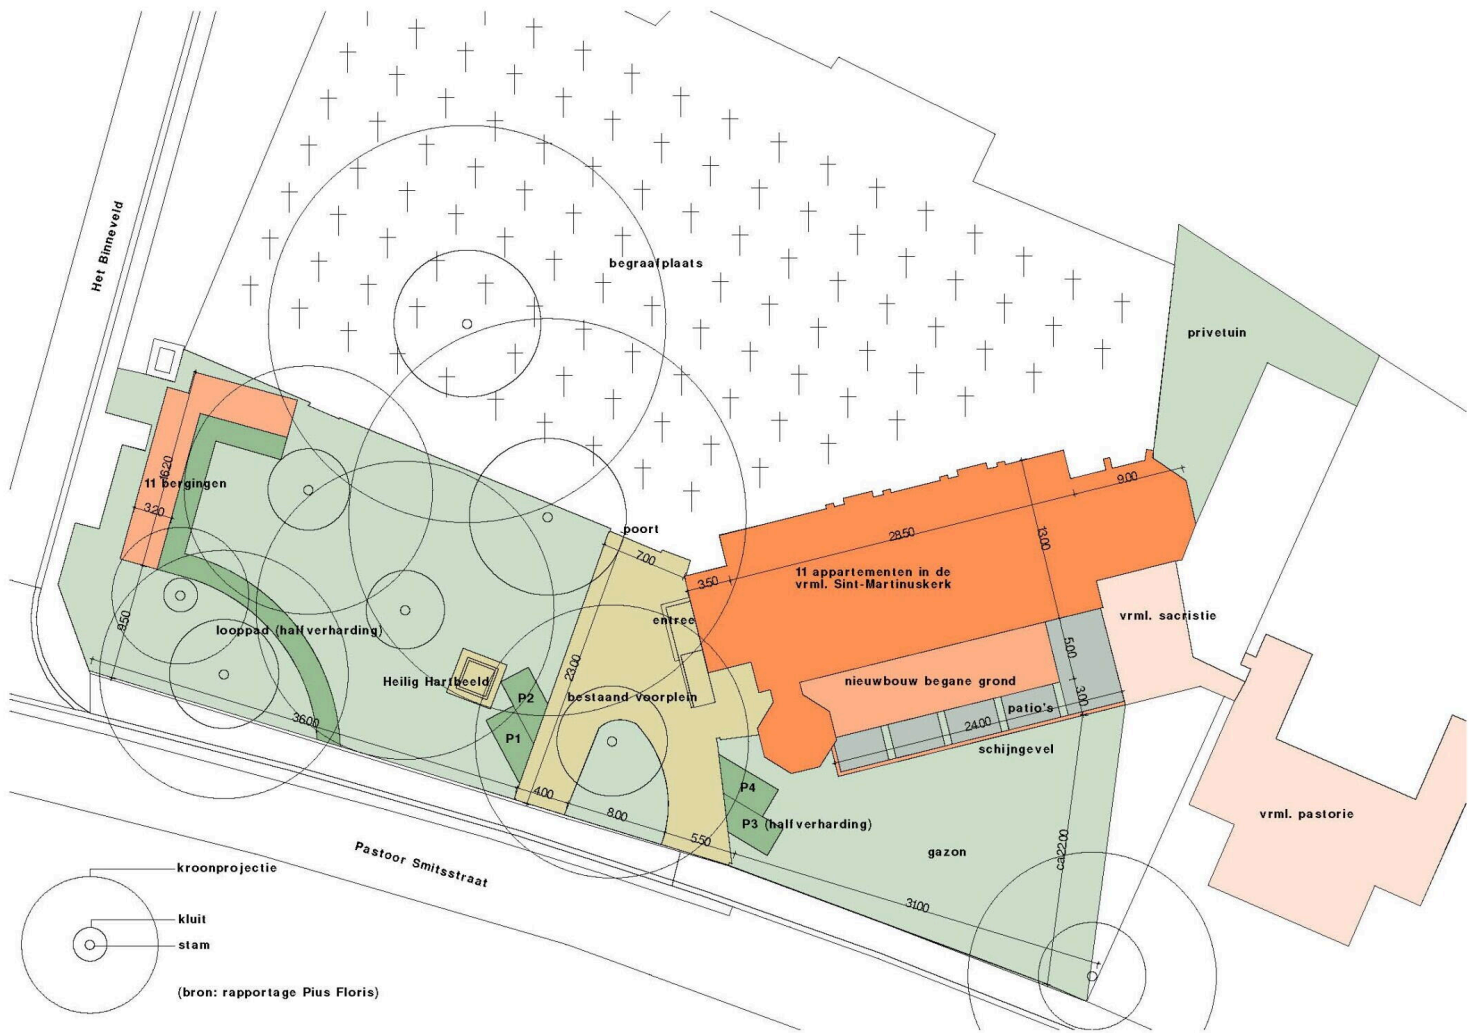 Het Binneveld
begraafplaats
privetuin
poort
7.00
9.00
28.50
13.00
3.50
11 bergingen
16.20
3.20
11 appartementen in de
vrml. Sint-Martinuskerk
entree
vrml. sacristie
9.50
looppad (halfverharding)
5.00
23.00
Heilig Hartbeeld
nieuwbouw begane grond
P2
bestaand voorplein
3.00
patio's
36.00
24.00
P1
schijngevel
P4
4.00
8.00
P3 (halfverharding)
vrml. pastorie
5.50
gazon
ca22.00
Pastoor Smitsstraat
31.00
kroonprojectie
kluit
stam
(bron: rapportage Pius Floris)